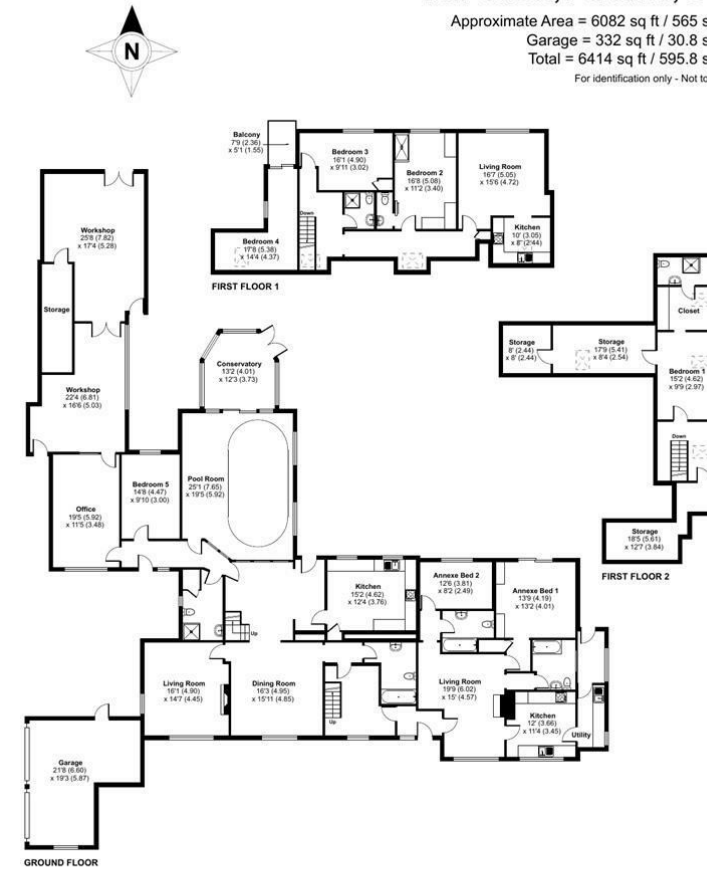 Approximate Area = 6082 sq ft / 565 s
Garage = 332 sq ft / 30.8 s
Total = 6414 sq ft / 595.8 s
For identification only - Not to
N
Balcony
7'9 (2.36)
x 5'1 (1.55)
Bedroom 3
16'1 (4.90)
x 9'11 (3.02)
Bedroom 2
16'8 (5.08)
x 11'2 (3.40)
Living Room
16'7 (5.05)
x 15'6 (4.72)
Kitchen
10' (3.05)
x 8' (2.44)
Down
Bedroom 4
17'8 (5.38)
x 14'4 (4.37)
FIRST FLOOR 1
Workshop
25'8 (7.82)
x 17'4 (5.28)
Storage
Workshop
22'4 (6.81)
x 16'6 (5.03)
Conservatory
13'2 (4.01)
x 12'3 (3.73)
Closet
Storage
8' (2.44)
x 8' (2.44)
Storage
17'9 (5.41)
x 8'4 (2.54)
Bedroom 1
15'2 (4.62)
x 9'9 (2.97)
Down
Storage
18'5 (5.61)
x 12'7 (3.84)
FIRST FLOOR 2
Office
19'5 (5.92)
x 11'5 (3.48)
Bedroom 5
14'8 (4.47)
x 9'10 (3.00)
Pool Room
25'1 (7.65)
x 19'5 (5.92)
Kitchen
15'2 (4.62)
x 12'4 (3.76)
Annexe Bed 2
12'6 (3.81)
x 8'2 (2.49)
Annexe Bed 1
13'9 (4.19)
x 13'2 (4.01)
Up
Living Room
16'1 (4.90)
x 14'7 (4.45)
Dining Room
16'3 (4.95)
x 15'11 (4.85)
Up
Living Room
19'9 (6.02)
x 15' (4.57)
Kitchen
12' (3.66)
x 11'4 (3.45)
Utility
Garage
21'8 (6.60)
x 19'3 (5.87)
GROUND FLOOR